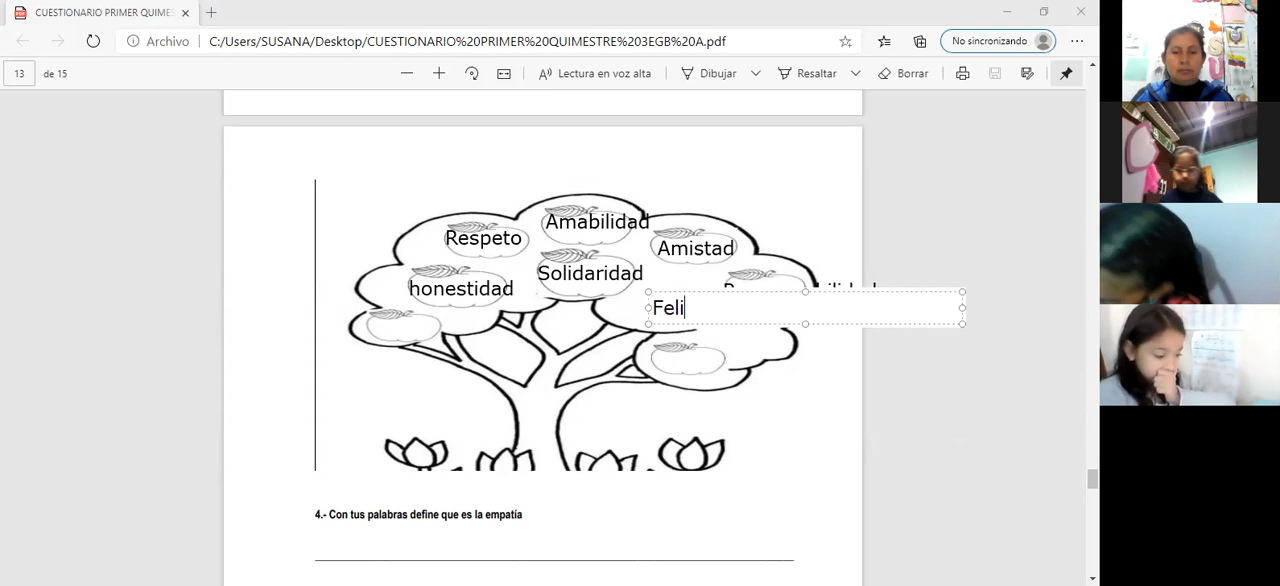 CUESTIONARIO PRIMER QUIMES
Archivo
C:/Users/SUSANA/Desktop/CUESTIONARIO%20PRIMER%20QUIMESTRE%203EGB%20A.pdf
No sincronizando
13
de 15
Lectura en voz alta
Dibujar
Resaltar
Borrar
Amabilidad
Respeto
Amistad
Solidaridad
honestidad
Feli
4.- Con tus palabras define que es la empatía